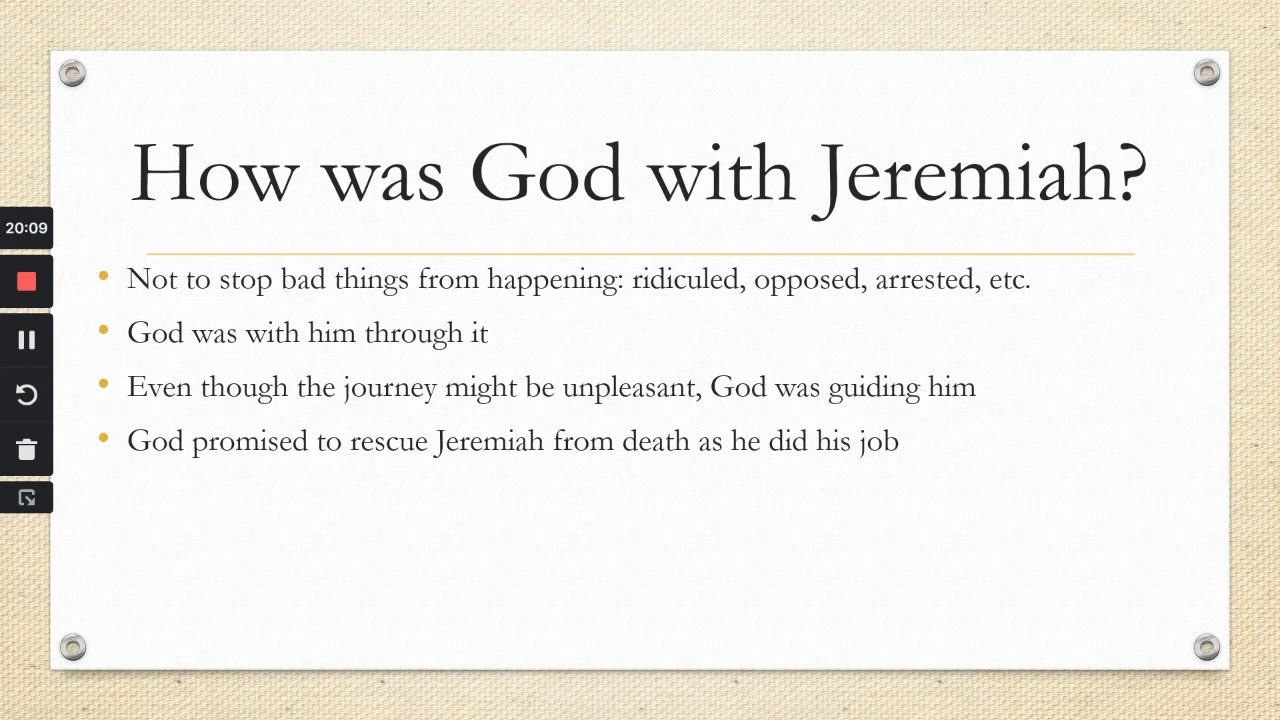 How was God with Jeremiah?
20:09
• Not to stop bad things from happening: ridiculed, opposed, arrested, etc.
• God was with him through it
• Even though the journey might be unpleasant, God was guiding him
• God promised to rescue Jeremiah from death as he did his job